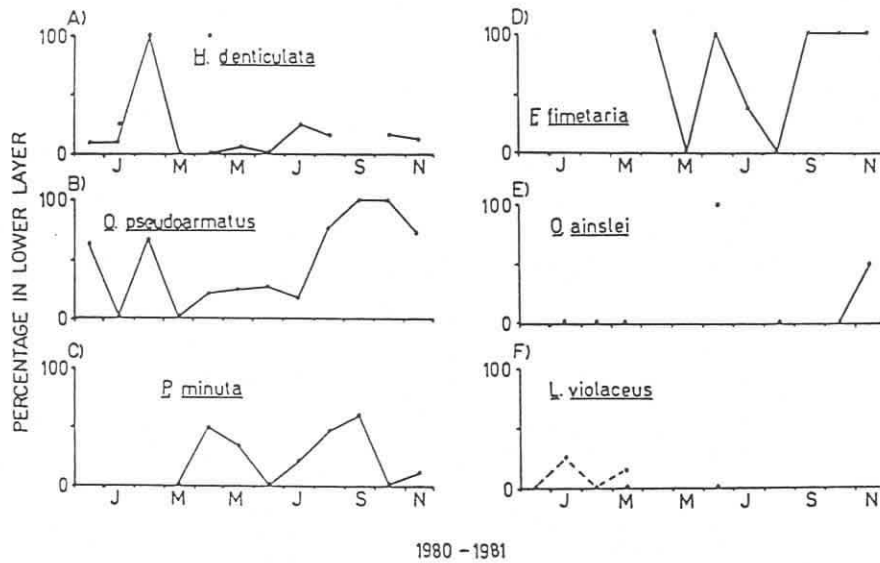 PERCENTAGE IN LOWER LAYER
A)
100
0
H. denticulata
J M M J S N
B)
100
0
O. pseudoarmatus
J M M J S N
C)
100
0
P. minuta
J M M J S N
D)
100
0
F. fimetaria
J M M J S N
E)
100
0
O. ainslei
J M M J S N
F)
100
0
L. violaceus
J M M J S N
1980 - 1981